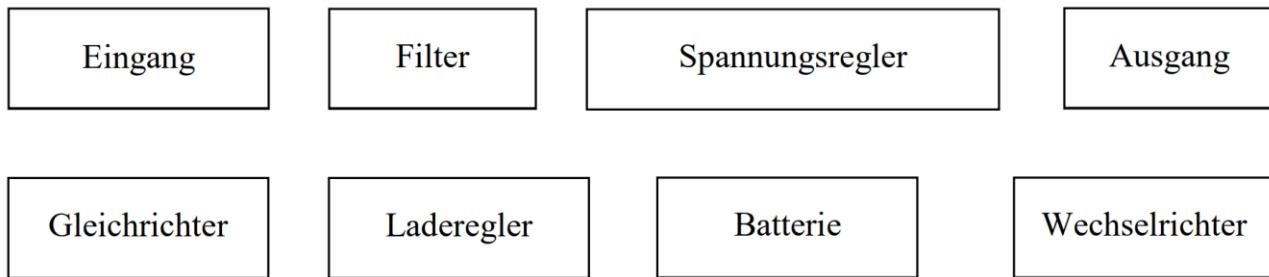 Eingang Filter Spannungsregler Ausgang
Gleichrichter Laderegler Batterie Wechselrichter